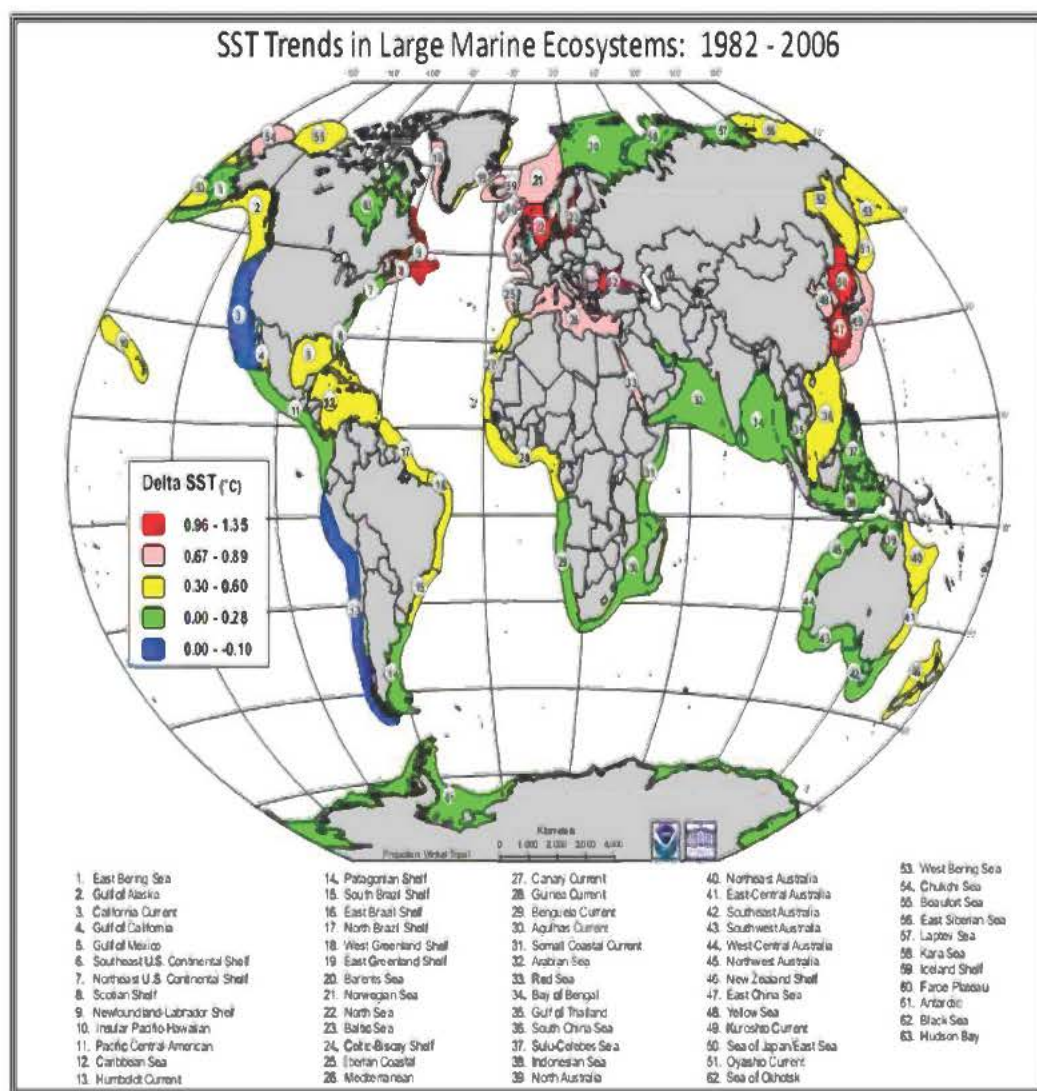 SST Trends in Large Marine Ecosystems: 1982 - 2006
Delta SST (°C)
0.96 - 1.35
0.67 - 0.89
0.30 - 0.60
0.00 - 0.28
0.00 - -0.10
Kilometers
0 1,000 2,000 3,000 4,000
1. East Bering Sea
2. Gulf of Alaska
3. California Current
4. Gulf of California
5. Gulf of Mexico
6. Southeast U.S. Continental Shelf
7. Northeast U.S. Continental Shelf
8. Scotian Shelf
9. Newfoundland-Labrador Shelf
10. Insular Pacific-Hawaiian
11. Pacific Central-American
12. Caribbean Sea
13. Humboldt Current
14. Patagonian Shelf
15. South Brazil Shelf
16. East Brazil Shelf
17. North Brazil Shelf
18. West Greenland Shelf
19. East Greenland Shelf
20. Barents Sea
21. Norwegian Sea
22. North Sea
23. Baltic Sea
24. Celtic-Biscay Shelf
25. Iberian Coastal
26. Mediterranean
27. Canary Current
28. Guinea Current
29. Benguela Current
30. Agulhas Current
31. Somali Coastal Current
32. Arabian Sea
33. Red Sea
34. Bay of Bengal
35. Gulf of Thailand
36. South China Sea
37. Sulu-Celebes Sea
38. Indonesian Sea
39. North Australia
40. Northeast Australia
41. East-Central Australia
42. Southeast Australia
43. Southwest Australia
44. West-Central Australia
45. Northwest Australia
46. New Zealand Shelf
47. East China Sea
48. Yellow Sea
49. Kuroshio Current
50. Sea of Japan/East Sea
51. Oyashio Current
52. Sea of Okhotsk
53. West Bering Sea
54. Chukchi Sea
55. Beaufort Sea
56. East Siberian Sea
57. Laptev Sea
58. Kara Sea
59. Iceland Shelf
60. Faroe Plateau
61. Antarctic
62. Black Sea
63. Hudson Bay